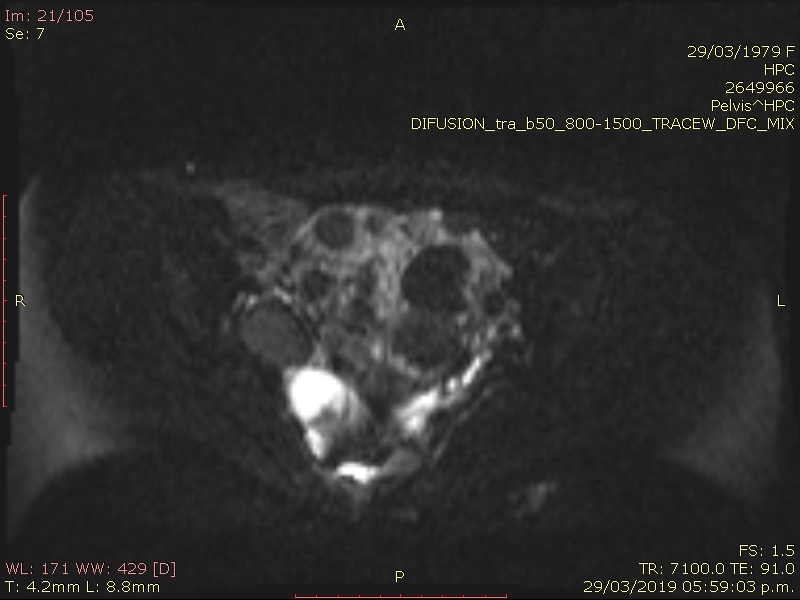 Im: 21/105
Se: 7
A
29/03/1979 F
HPC
2649966
Pelvis^HPC
DIFUSION_tra_b50_800-1500_TRACEW_DFC_MIX
R
L
WL: 171 WW: 429 [D]
T: 4.2mm L: 8.8mm
P
FS: 1.5
TR: 7100.0 TE: 91.0
29/03/2019 05:59:03 p.m.